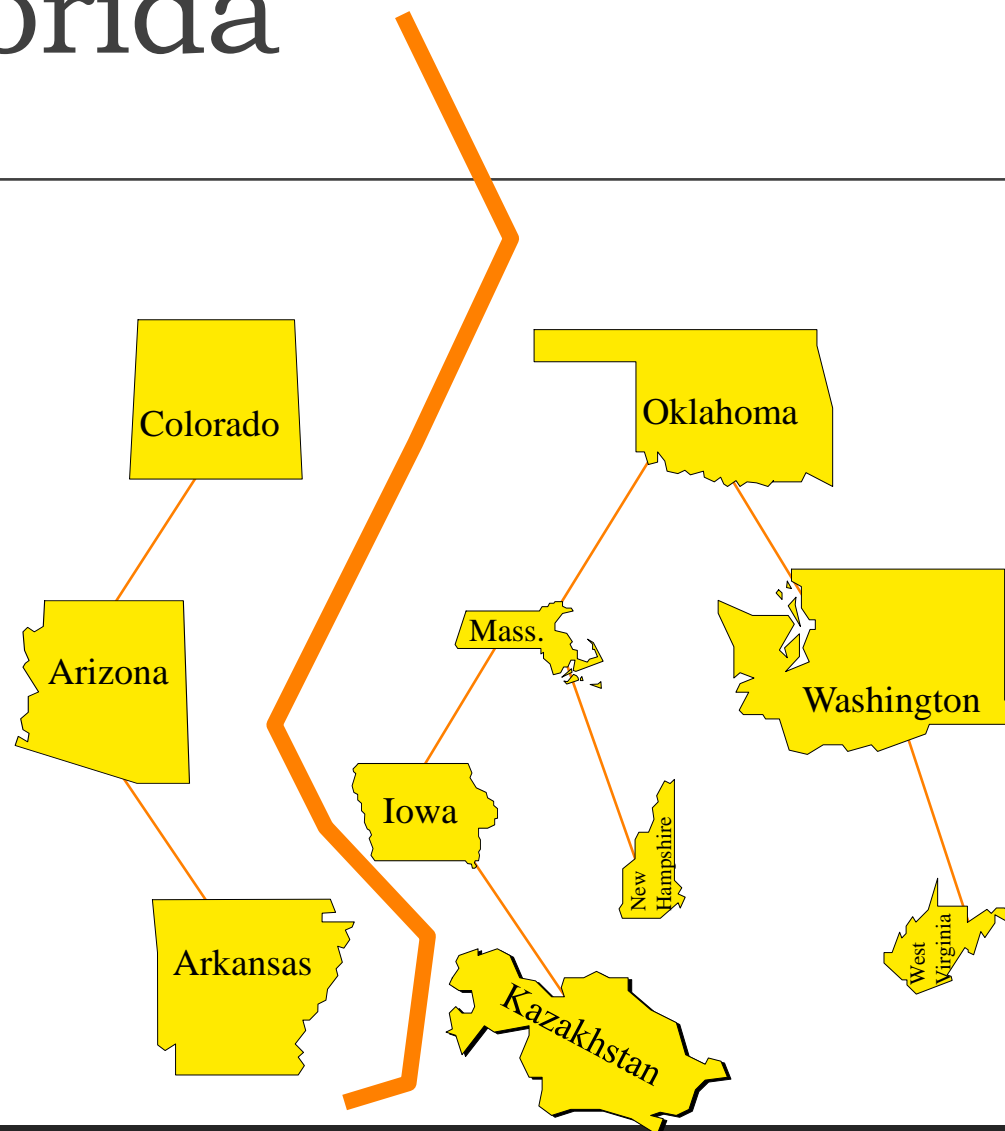 orida
Colorado
Oklahoma
Arizona
Mass.
Washington
Iowa
New
Hampshire
Arkansas
West
Virginia
Kazakhstan